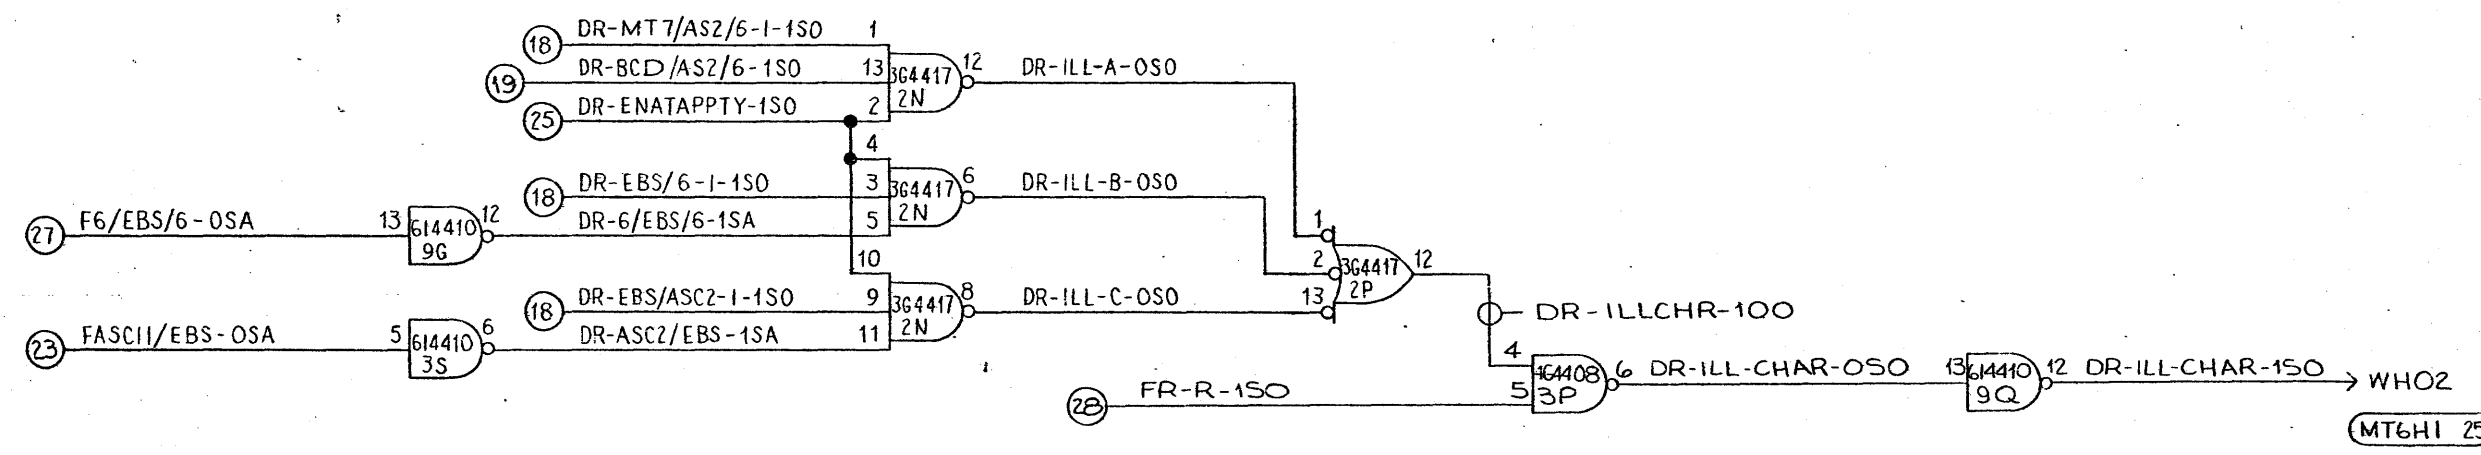 18 DR-MT7/AS2/6-I-1SO 1
19 DR-BCD/AS2/6-1SO 13 3G4417 2N 12 DR-ILL-A-OSO
25 DR-ENATAPPTY-1SO 2
4
18 DR-EBS/6-I-1SO 3 3G4417 2N 6 DR-ILL-B-OSO
27 F6/EBS/6-OSA 13 6I4410 9G 12 DR-6/EBS/6-1SA 5
10
18 DR-EBS/ASC2-I-1SO 9 3G4417 2N 8 DR-ILL-C-OSO
23 FASCII/EBS-OSA 5 6I4410 3S 6 DR-ASC2/EBS-1SA 11
1
2 3G4417 2P 12
13
DR-ILLCHR-100
4
28 FR-R-1SO 5 4G4408 3P 6 DR-ILL-CHAR-OSO 13 6I4410 9Q 12 DR-ILL-CHAR-1SO WHO2
MT6HI 25